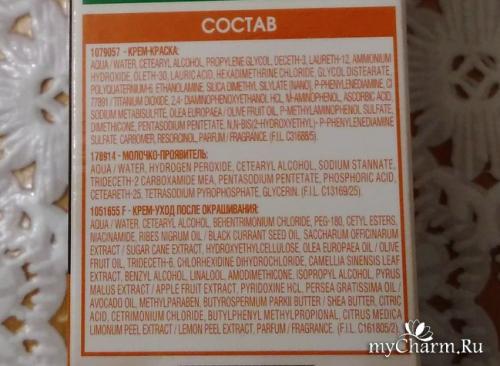 СОСТАВ
1079057 - КРЕМ-КРАСКА:
AQUA / WATER, CETEARYL ALCOHOL, PROPYLENE GLYCOL, DECETH-3, LAURETH-12, AMMONIUM
HYDROXIDE, OLETH-30, LAURIC ACID, HEXADIMETHRINE CHLORIDE, GLYCOL DISTEARATE,
POLYQUATERNIUM-6, ETHANOLAMINE, SILICA DIMETHYL SILYLATE [NANO], P-PHENYLENEDIAMINE, CI
77891 / TITANIUM DIOXIDE, 2,4- DIAMINOPHENOXYETHANOL HCL, M-AMINOPHENOL, ASCORBIC ACID,
SODIUM METABISULFITE, OLEA EUROPAEA / OLIVE FRUIT OIL, P-METHYLAMINOPHENOL SULFATE,
DIMETHICONE, PENTASODIUM PENTETATE, N,N-BIS(2-HYDROXYETHYL)- P-PHENYLENEDIAMINE
SULFATE, CARBOMER, RESORCINOL, PARFUM / FRAGRANCE. (F.I.L. C31688/5).
178914 - МОЛОЧКО-ПРОЯВИТЕЛЬ:
AQUA / WATER, HYDROGEN PEROXIDE, CETEARYL ALCOHOL, SODIUM STANNATE,
TRIDECETH-2 CARBOXAMIDE MEA, PENTASODIUM PENTETATE, PHOSPHORIC ACID,
CETEARETH-25, TETRASODIUM PYROPHOSPHATE, GLYCERIN. (F.I.L. C13169/25).
1051655 F - КРЕМ-УХОД ПОСЛЕ ОКРАШИВАНИЯ:
AQUA / WATER, CETEARYL ALCOHOL, BEHENTRIMONIUM CHLORIDE, PEG-180, CETYL ESTERS,
NIACINAMIDE, RIBES NIGRUM OIL / BLACK CURRANT SEED OIL, SACCHARUM OFFICINARUM
EXTRACT / SUGAR CANE EXTRACT, HYDROXYETHYLCELLULOSE, OLEA EUROPAEA OIL / OLIVE
FRUIT OIL, TRIDECETH-6, CHLORHEXIDINE DIHYDROCHLORIDE, CAMELLIA SINENSIS LEAF
EXTRACT, BENZYL ALCOHOL, LINALOOL, AMODIMETHICONE, ISOPROPYL ALCOHOL, PYRUS
MALUS EXTRACT / APPLE FRUIT EXTRACT, PYRIDOXINE HCL, PERSEA GRATISSIMA OIL /
AVOCADO OIL, METHYLPARABEN, BUTYROSPERMUM PARKII BUTTER / SHEA BUTTER, CITRIC
ACID, CETRIMONIUM CHLORIDE, BUTYLPHENYL METHYLPROPIONAL, CITRUS MEDICA
LIMONUM PEEL EXTRACT / LEMON PEEL EXTRACT, PARFUM / FRAGRANCE. (F.I.L. C161805/2).
myCharm.Ru